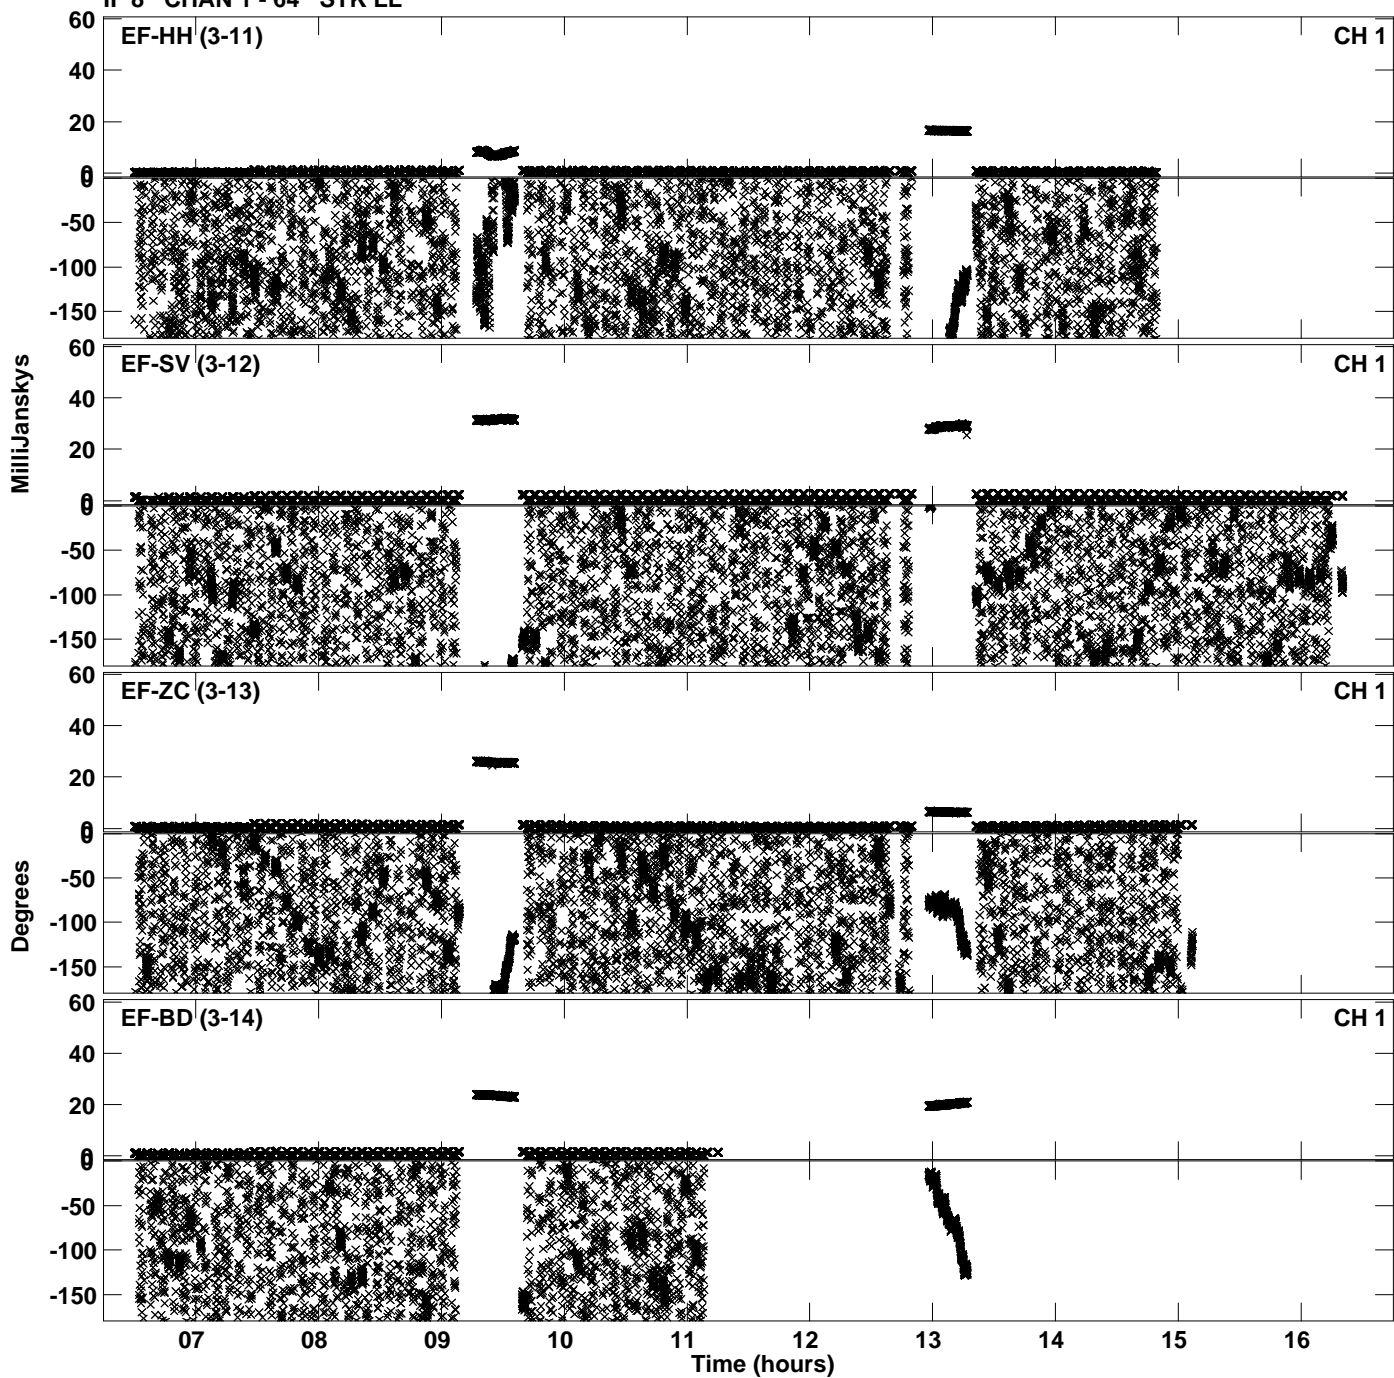 IF 8 CHAN 1 - 64 STK LL
EF-HH (3-11)
CH 1
60
40
20
0
0
-50
-100
-150
EF-SV (3-12)
CH 1
60
40
20
0
0
-50
-100
-150
MilliJanskys
EF-ZC (3-13)
CH 1
60
40
20
0
0
-50
-100
-150
Degrees
EF-BD (3-14)
CH 1
60
40
20
0
0
-50
-100
-150
07 08 09 10 11 12 13 14 15 16
Time (hours)